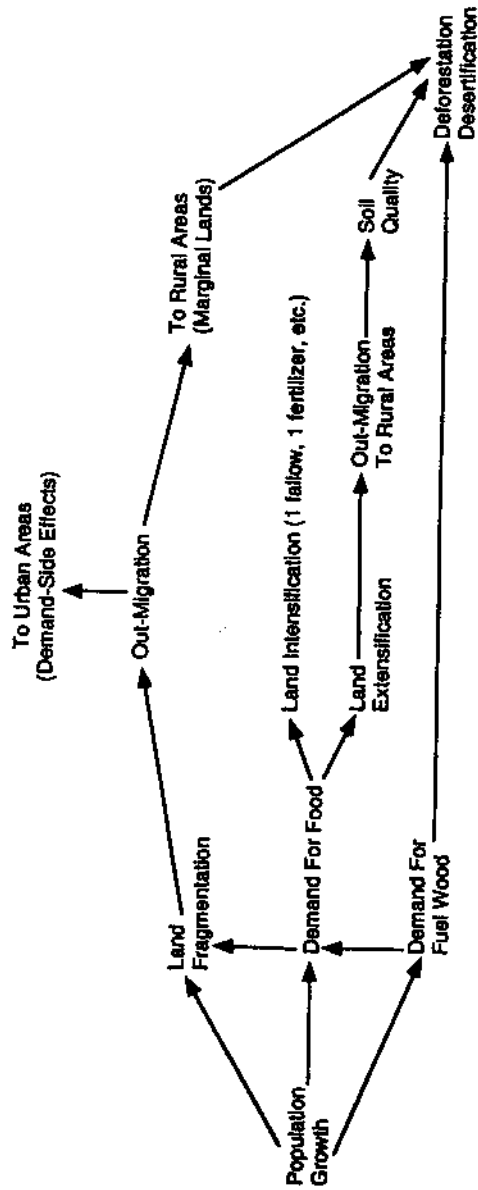 To Urban Areas
(Demand-Side Effects)
Out-Migration
To Rural Areas
(Marginal Lands)
Land
Fragmentation
Land Intensification (1 fallow, 1 fertilizer, etc.)
Population
Growth
Demand For Food
Land
Extensification
Out-Migration
To Rural Areas
Soil
Quality
Demand For
Fuel Wood
Deforestation
Desertification